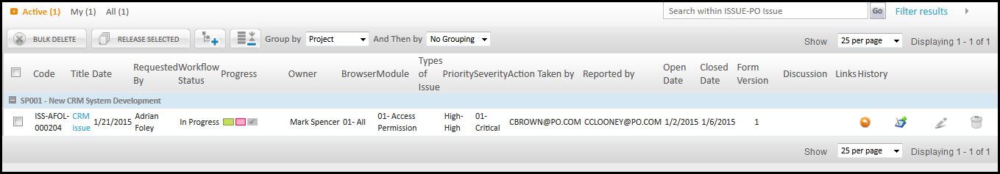 Active (1) My (1) All (1) Search within ISSUE-PO Issue Go Filter results
BULK DELETE RELEASE SELECTED Group by Project And Then by No Grouping Show 25 per page Displaying 1 - 1 of 1
Code Title Date Requested By Workflow Status Progress Owner Browser Module Types of Issue Priority Severity Action Taken by Reported by Open Date Closed Date Form Version Discussion Links History
SP001 - New CRM System Development
ISS-AFOL-000204 CRM issue 1/21/2015 Adrian Foley In Progress Mark Spencer 01- All 01- Access Permission High-High 01-Critical CBROWN@PO.COM CCLOONEY@PO.COM 1/2/2015 1/6/2015 1
Show 25 per page Displaying 1 - 1 of 1